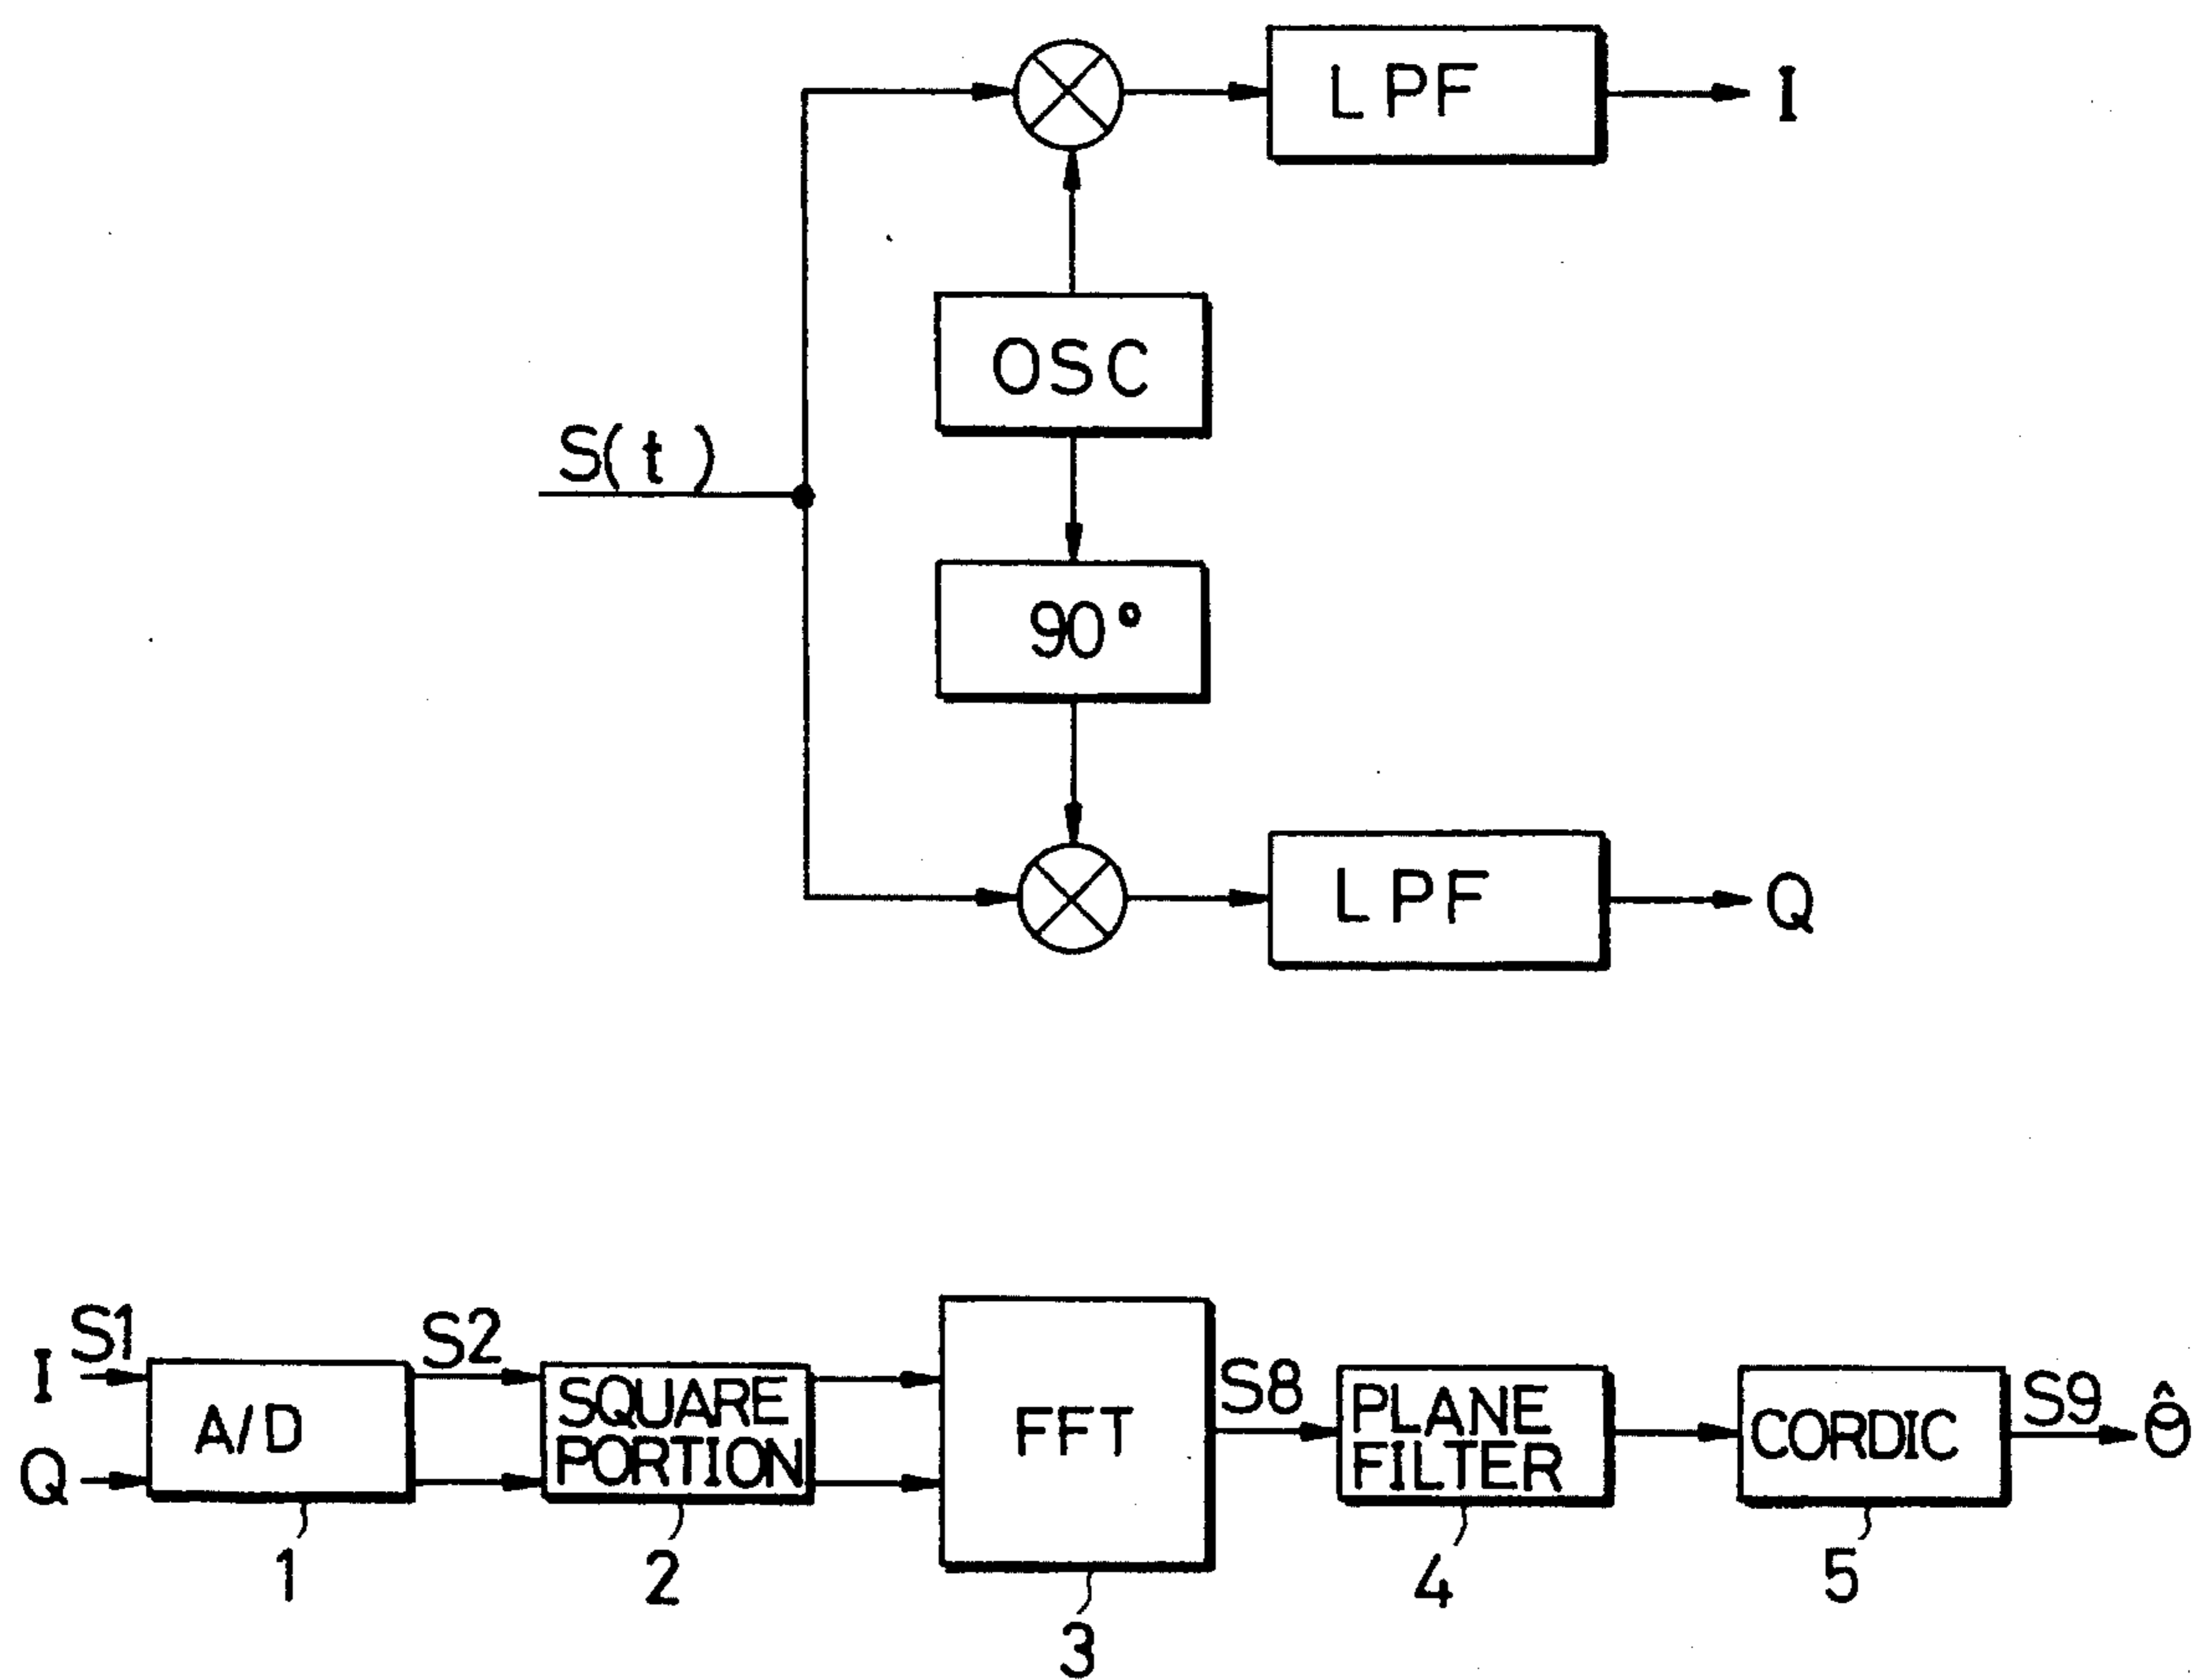 LPF
I
OSC
S(t)
90°
LPF
Q
I
S1
S2
S8
S9
Q
A/D
SQUARE
PORTION
FFT
PLANE
FILTER
CORDIC
θ̂
1
2
3
4
5